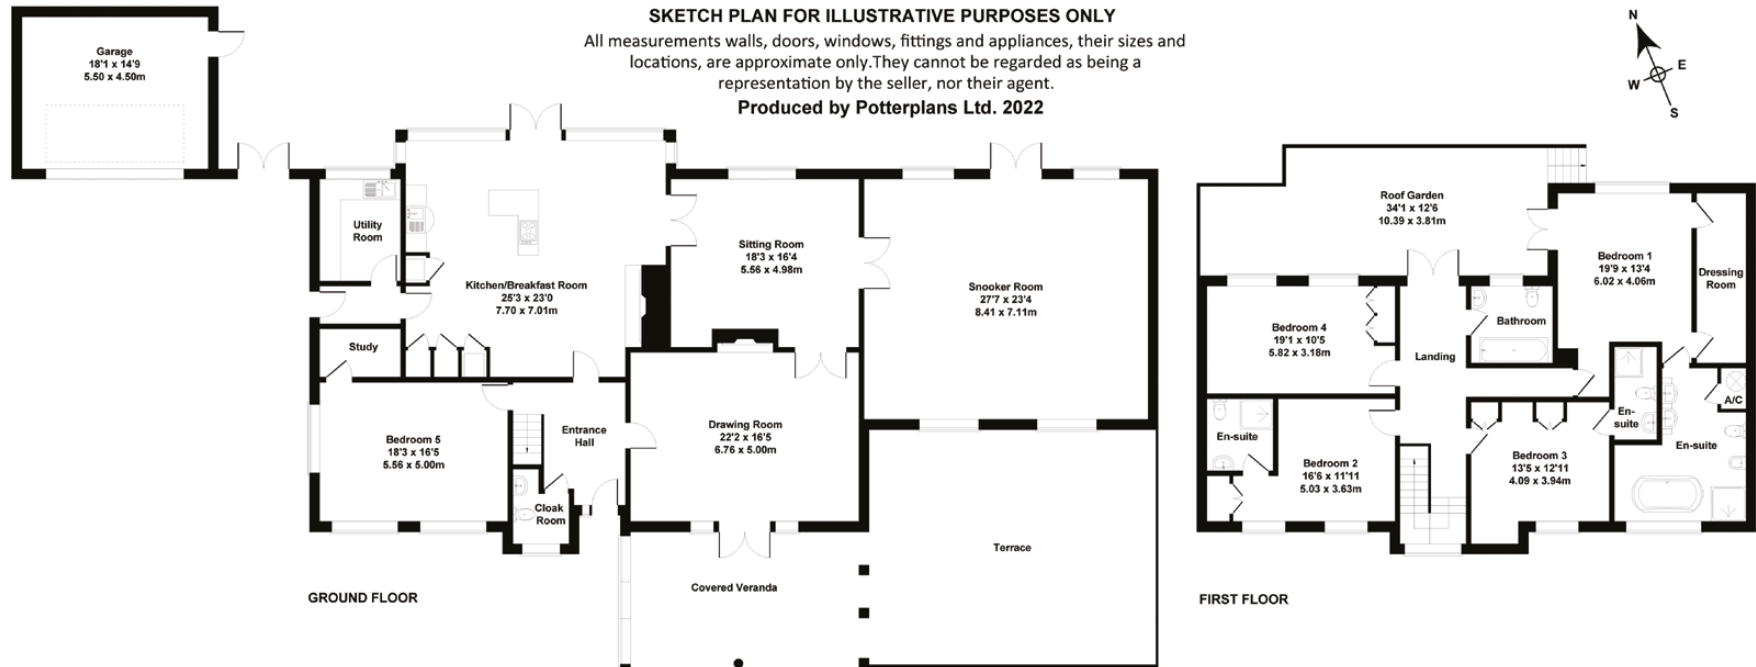 SKETCH PLAN FOR ILLUSTRATIVE PURPOSES ONLY
All measurements walls, doors, windows, fittings and appliances, their sizes and
locations, are approximate only.They cannot be regarded as being a
representation by the seller, nor their agent.
Produced by Potterplans Ltd. 2022
N
E
W
S
Garage
18'1 x 14'9
5.50 x 4.50m
Utility
Room
Kitchen/Breakfast Room
25'3 x 23'0
7.70 x 7.01m
Sitting Room
18'3 x 16'4
5.56 x 4.98m
Snooker Room
27'7 x 23'4
8.41 x 7.11m
Study
Bedroom 5
18'3 x 16'5
5.56 x 5.00m
Entrance
Hall
Drawing Room
22'2 x 16'5
6.76 x 5.00m
Cloak
Room
Covered Veranda
Terrace
GROUND FLOOR
Roof Garden
34'1 x 12'6
10.39 x 3.81m
Bedroom 1
19'9 x 13'4
6.02 x 4.06m
Dressing
Room
Bedroom 4
19'1 x 10'5
5.82 x 3.18m
Bathroom
Landing
A/C
En-
suite
En-suite
En-suite
Bedroom 2
16'6 x 11'11
5.03 x 3.63m
Bedroom 3
13'5 x 12'11
4.09 x 3.94m
FIRST FLOOR